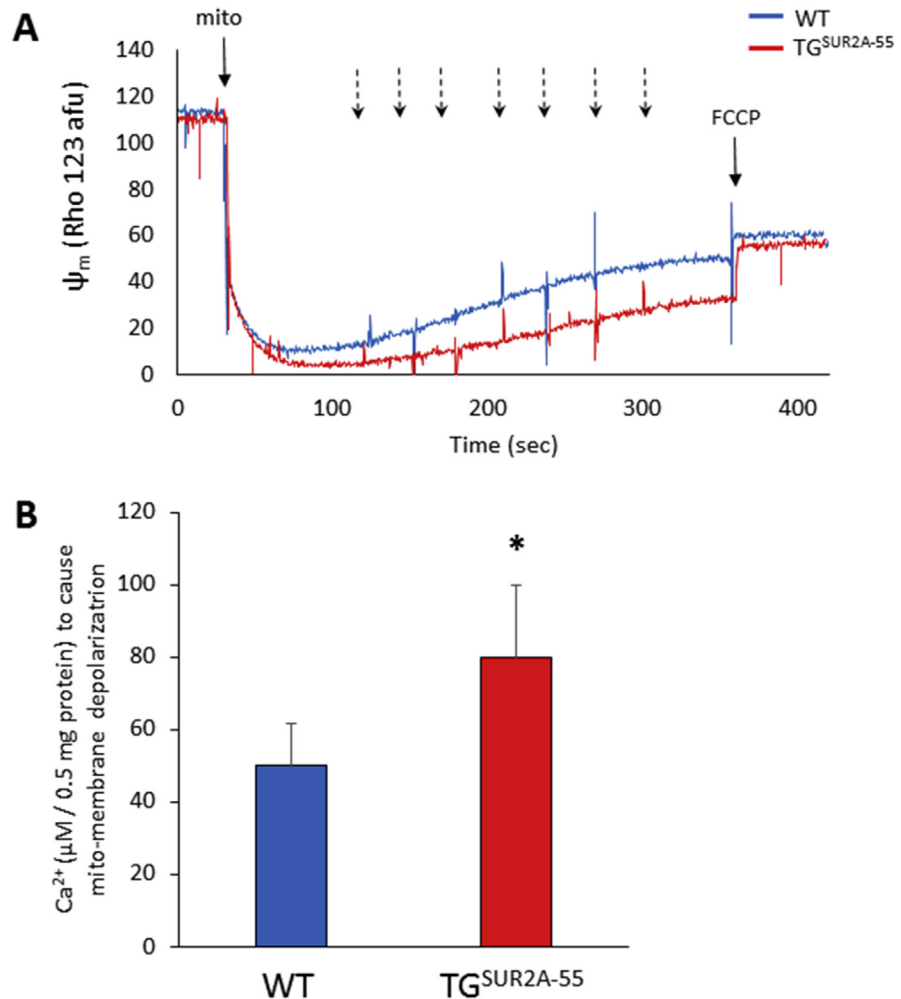 A
mito
WT
TGSUR2A-55
140
120
100
80
60
40
20
0
ψm (Rho 123 afu)
FCCP
0 100 200 300 400
Time (sec)
B
120
100
80
60
40
20
0
Ca2+ (µM / 0.5 mg protein) to cause
mito-membrane depolarizatrion
*
WT TGSUR2A-55